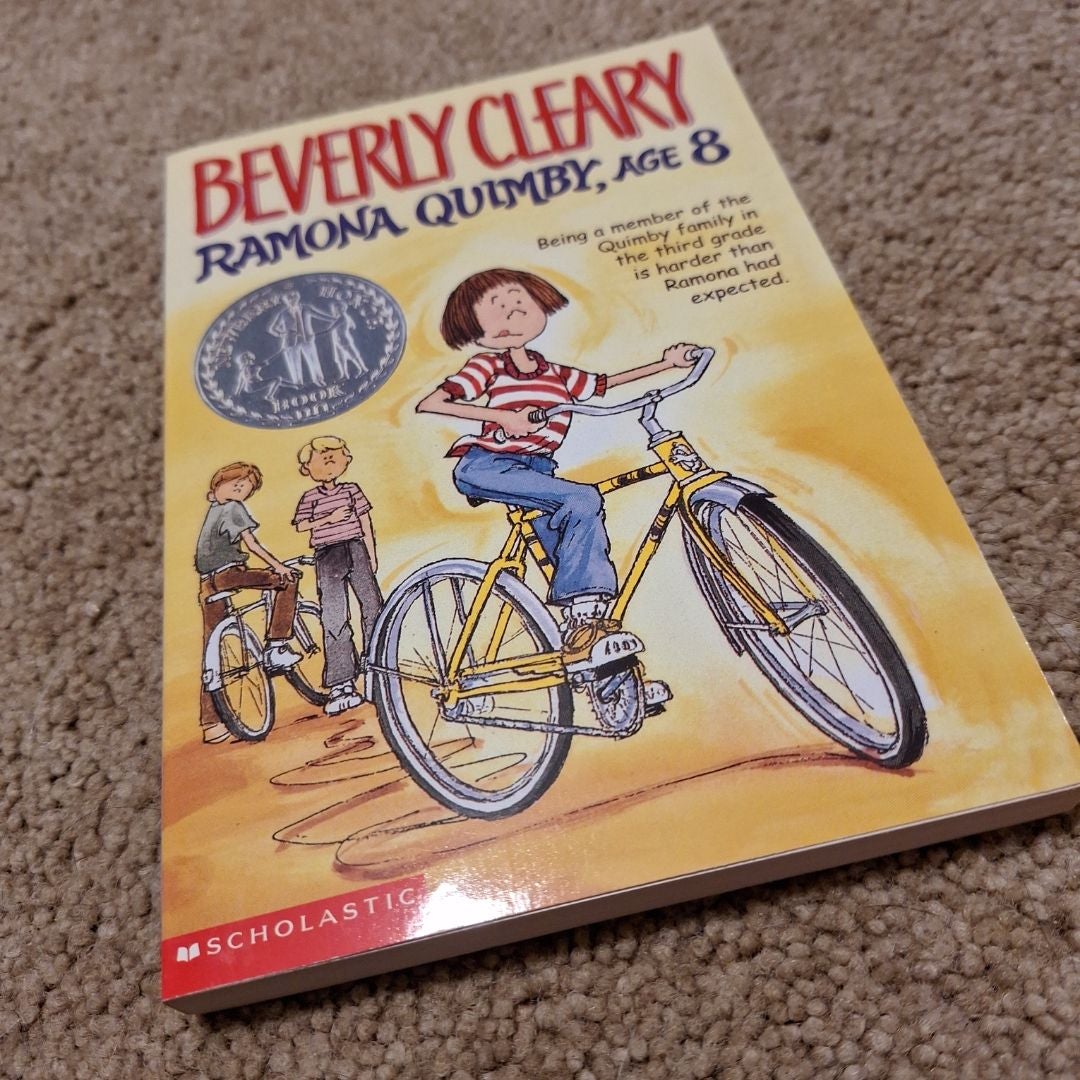 BEVERLY CLEARY
RAMONA QUIMBY, AGE 8
Being a member of the
Quimby family in
the third grade
is harder than
Ramona had
expected.
SCHOLASTIC